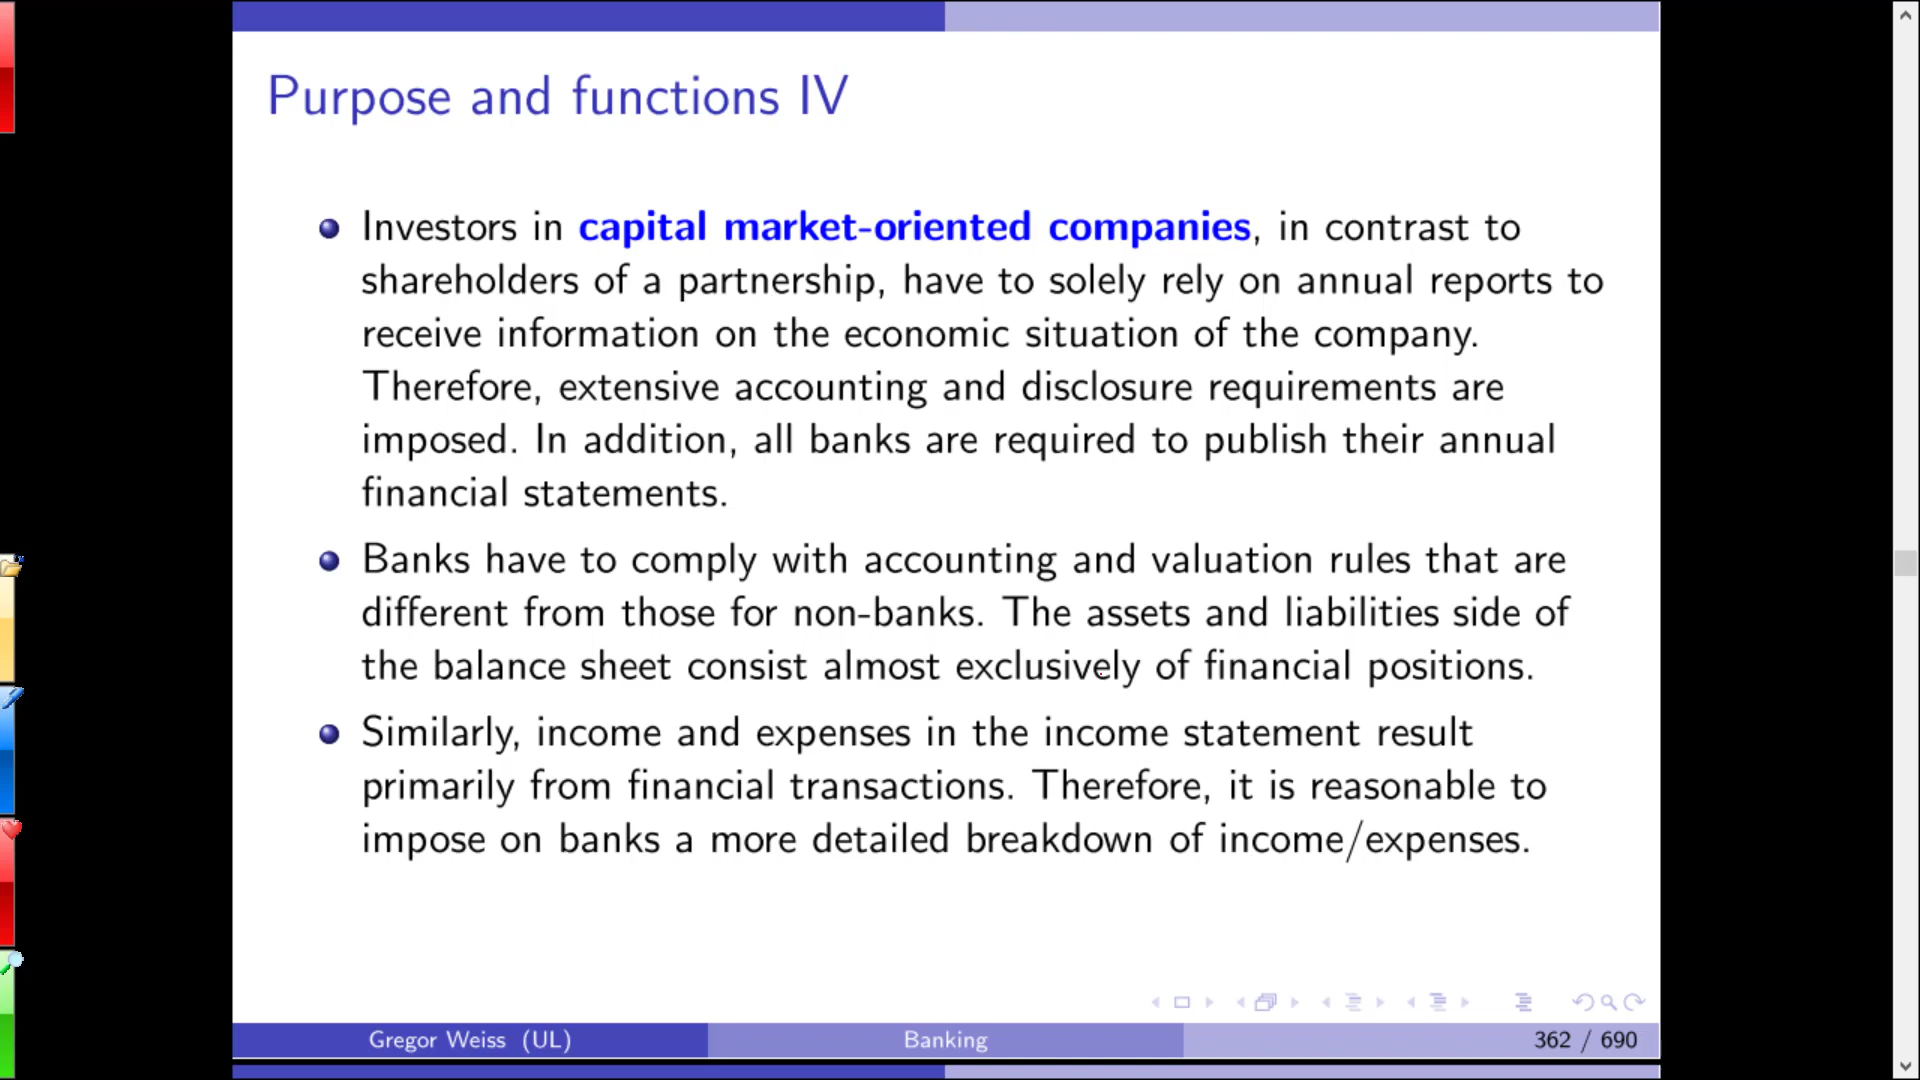 Purpose and functions IV
Investors in capital market-oriented companies, in contrast to
shareholders of a partnership, have to solely rely on annual reports to
receive information on the economic situation of the company.
Therefore, extensive accounting and disclosure requirements are
imposed. In addition, all banks are required to publish their annual
financial statements.
Banks have to comply with accounting and valuation rules that are
different from those for non-banks. The assets and liabilities side of
the balance sheet consist almost exclusively of financial positions.
Similarly, income and expenses in the income statement result
primarily from financial transactions. Therefore, it is reasonable to
impose on banks a more detailed breakdown of income/expenses.
Gregor Weiss (UL)
Banking
362 / 690